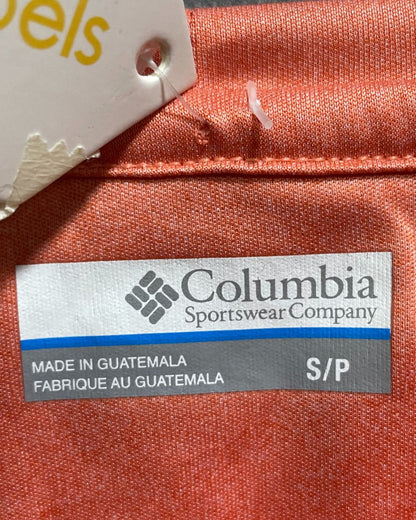 Columbia
Sportswear Company
MADE IN GUATEMALA
FABRIQUE AU GUATEMALA
S/P